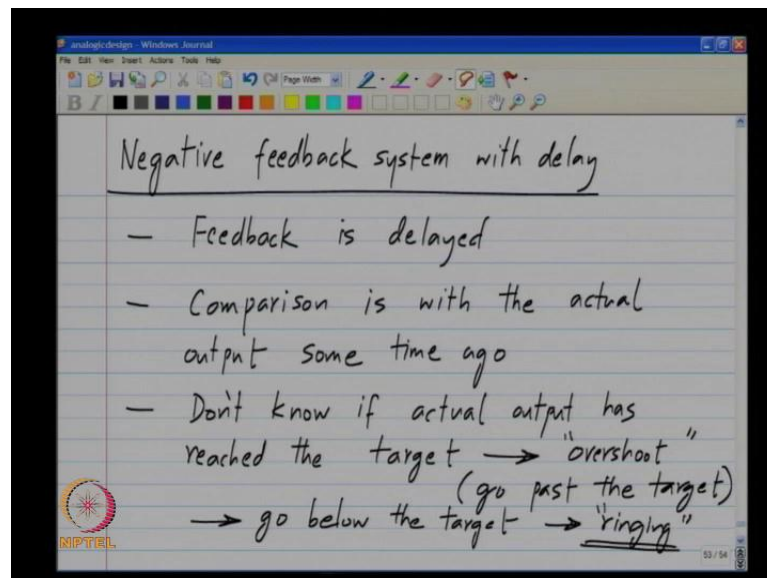 analogicdesign - Windows Journal
File Edit View Insert Actions Tools Help
Page Width
B I
Negative feedback system with delay
— Feedback is delayed
— Comparison is with the actual
output some time ago
— Don't know if actual output has
reached the target → "overshoot"
(go past the target)
→ go below the target → "ringing"
NPTEL
53 / 54